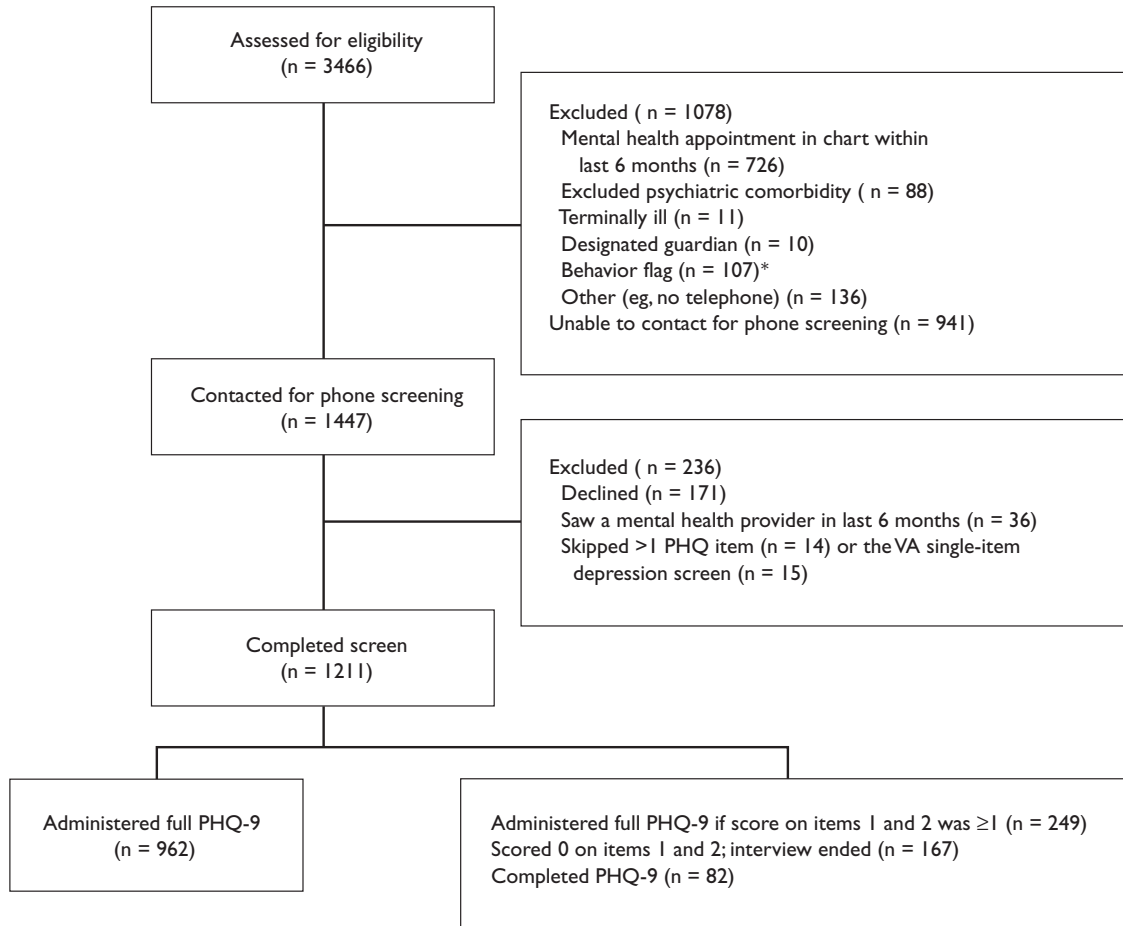 Assessed for eligibility
(n = 3466)
Excluded ( n = 1078)
Mental health appointment in chart within
last 6 months (n = 726)
Excluded psychiatric comorbidity ( n = 88)
Terminally ill (n = 11)
Designated guardian (n = 10)
Behavior flag (n = 107)*
Other (eg, no telephone) (n = 136)
Unable to contact for phone screening (n = 941)
Contacted for phone screening
(n = 1447)
Excluded ( n = 236)
Declined (n = 171)
Saw a mental health provider in last 6 months (n = 36)
Skipped >1 PHQ item (n = 14) or the VA single-item
depression screen (n = 15)
Completed screen
(n = 1211)
Administered full PHQ-9
(n = 962)
Administered full PHQ-9 if score on items 1 and 2 was ≥1 (n = 249)
Scored 0 on items 1 and 2; interview ended (n = 167)
Completed PHQ-9 (n = 82)